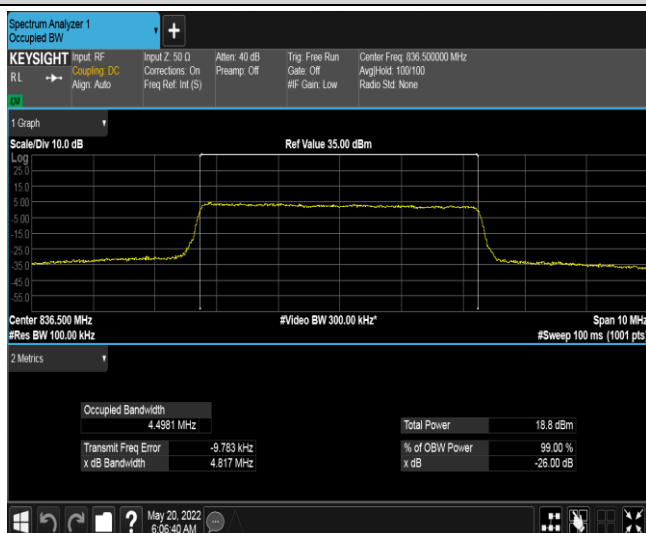 Spectrum Analyzer 1
Occupied BW
KEYSIGHT Input: RF Input Z: 50 Ω Atten: 40 dB Trig: Free Run Center Freq: 836.500000 MHz
RL Coupling: DC Corrections: On Preamp: Off Gate: Off Avg|Hold: 100/100
Align: Auto Freq Ref: Int (S) #IF Gain: Low Radio Std: None
1 Graph
Scale/Div 10.0 dB Ref Value 35.00 dBm
Log
25.0
15.0
5.00
-5.00
-15.0
-25.0
-35.0
-45.0
-55.0
Center 836.500 MHz #Video BW 300.00 kHz* Span 10 MHz
#Res BW 100.00 kHz #Sweep 100 ms (1001 pts)
2 Metrics
Occupied Bandwidth
4.4981 MHz Total Power 18.8 dBm
Transmit Freq Error -9.783 kHz % of OBW Power 99.00 %
x dB Bandwidth 4.817 MHz x dB -26.00 dB
May 20, 2022
6:06:40 AM